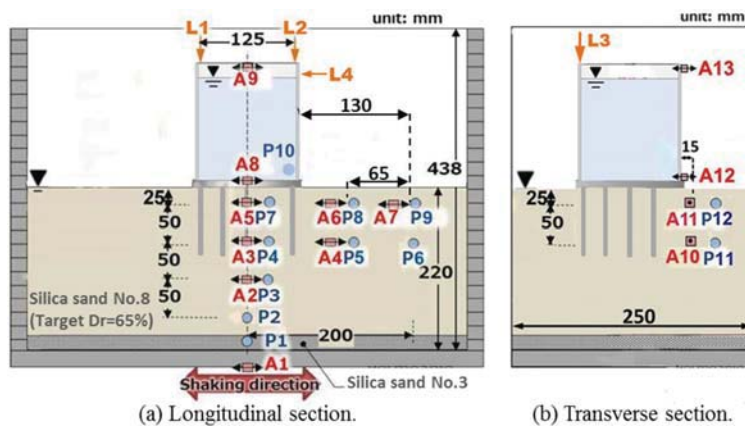 unit: mm
L1 L2
125
A9
L4
130
P10
438
A8
65
25
A5 P7 A6 P8 A7 P9
50
A3 P4 A4 P5 P6
50
220
A2 P3
50
Silica sand No.8
(Target Dr=65%)
P2
200
P1
A1
Shaking direction
Silica sand No.3
(a) Longitudinal section.
unit: mm
L3
A13
15
A12
25
A11 P12
50
A10 P11
250
(b) Transverse section.